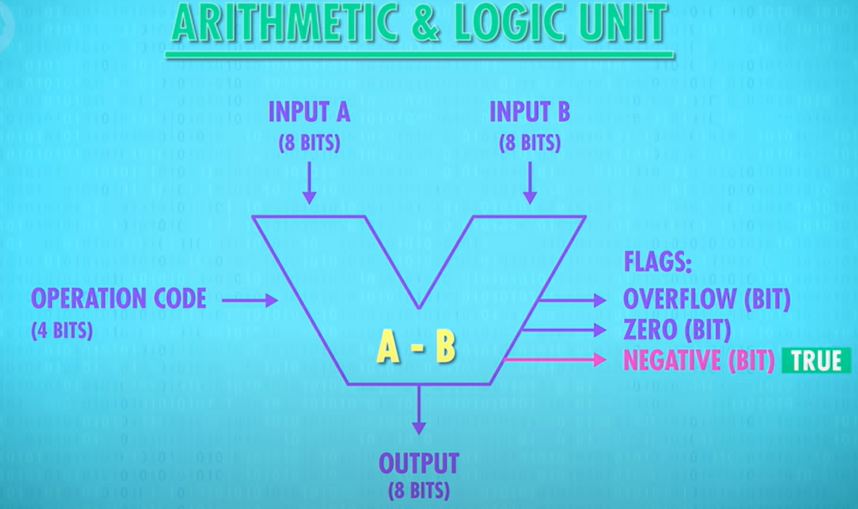 ARITHMETIC & LOGIC UNIT
INPUT A
(8 BITS)
INPUT B
(8 BITS)
OPERATION CODE
(4 BITS)
A - B
FLAGS:
OVERFLOW (BIT)
ZERO (BIT)
NEGATIVE (BIT) TRUE
OUTPUT
(8 BITS)